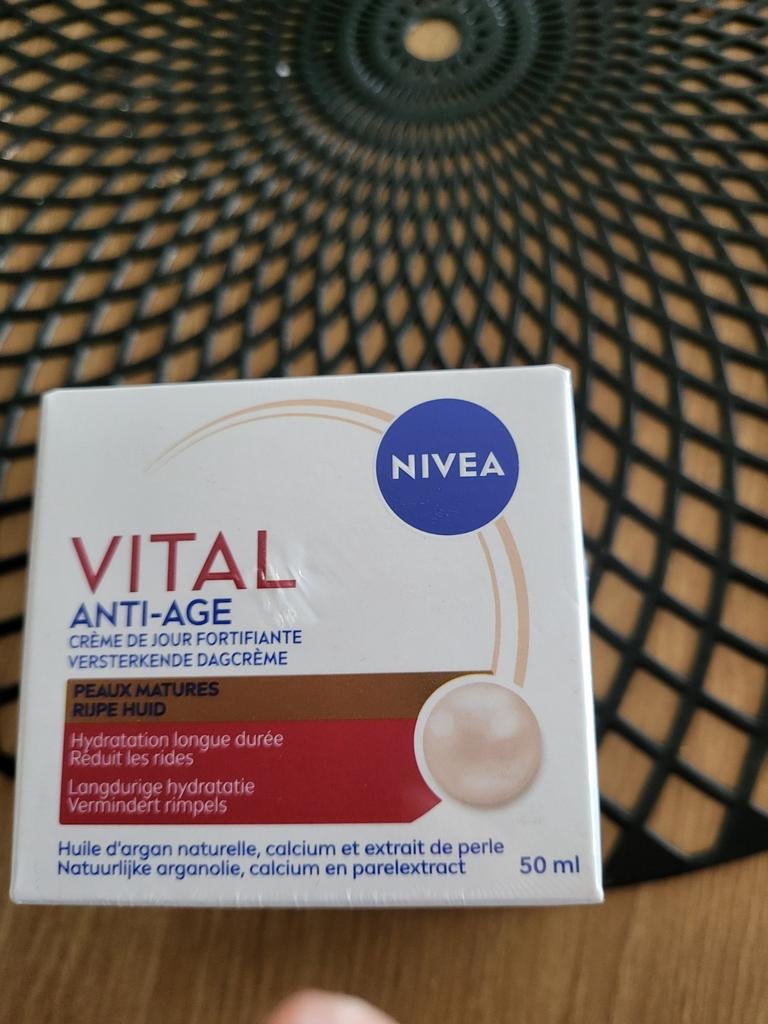 NIVEA
VITAL
ANTI-AGE
CRÈME DE JOUR FORTIFIANTE
VERSTERKENDE DAGCRÈME
PEAUX MATURES
RIJPE HUID
Hydratation longue durée
Réduit les rides
Langdurige hydratatie
Vermindert rimpels
Huile d'argan naturelle, calcium et extrait de perle
Natuurlijke arganolie, calcium en parelextract
50 ml